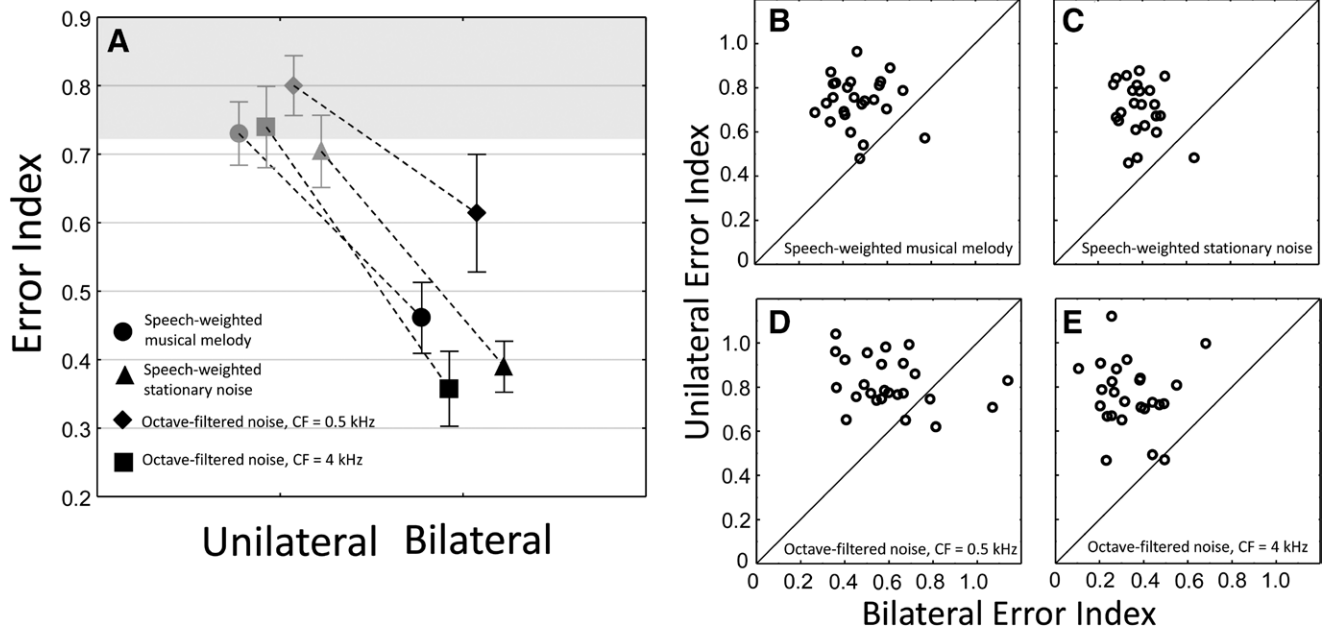 A
Error Index
0.9
0.8
0.7
0.6
0.5
0.4
0.3
0.2
Speech-weighted
musical melody
Speech-weighted
stationary noise
Octave-filtered noise, CF = 0.5 kHz
Octave-filtered noise, CF = 4 kHz
Unilateral Bilateral
Unilateral Error Index
B
1.0
0.8
0.6
0.4
0.2
0
Speech-weighted musical melody
C
Speech-weighted stationary noise
D
1.0
0.8
0.6
0.4
0.2
0
Octave-filtered noise, CF = 0.5 kHz
0 0.2 0.4 0.6 0.8 1.0
E
Octave-filtered noise, CF = 4 kHz
0 0.2 0.4 0.6 0.8 1.0
Bilateral Error Index